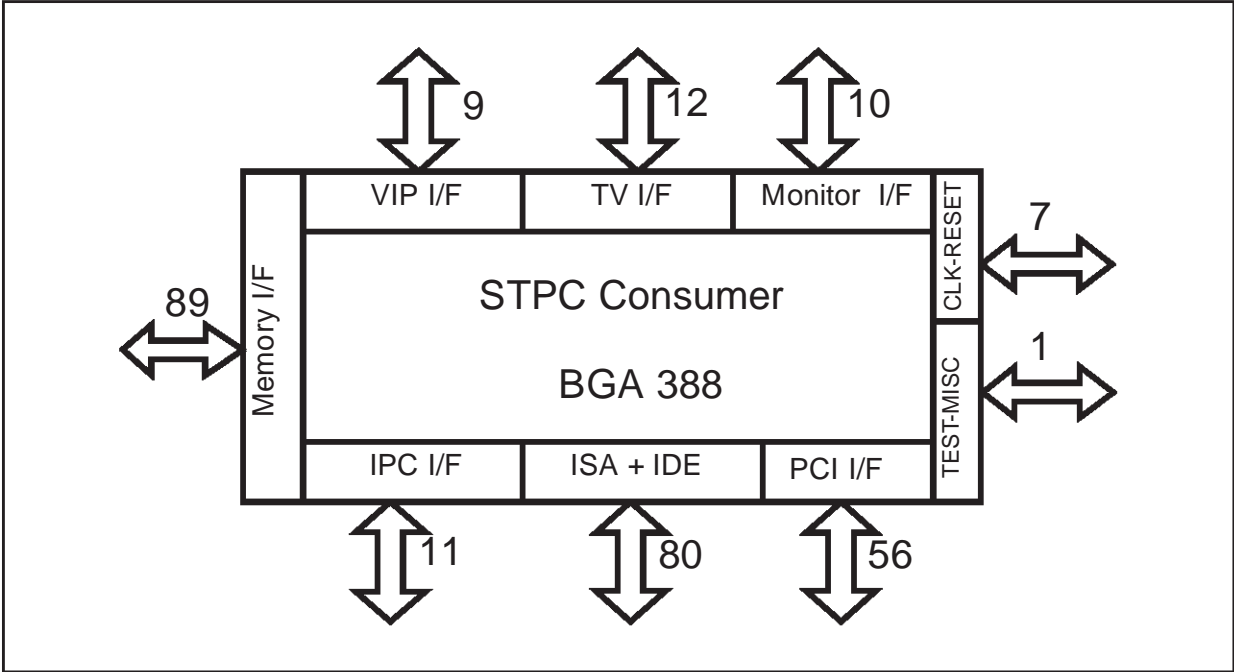 9
12
10
VIP I/F
TV I/F
Monitor I/F
CLK-RESET
7
Memory I/F
89
STPC Consumer
BGA 388
TEST-MISC
1
IPC I/F
ISA + IDE
PCI I/F
11
80
56